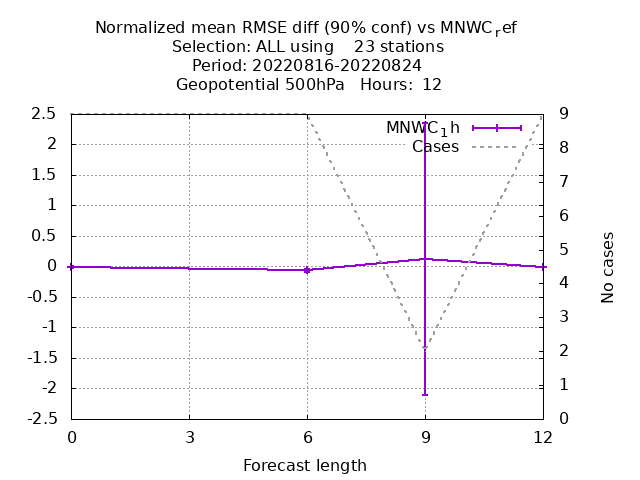 Normalized mean RMSE diff (90% conf) vs MNWC_ref
Selection: ALL using    23 stations
Period: 20220816-20220824
Geopotential 500hPa   Hours:  12
MNWC_1h
Cases
2.5
2
1.5
1
0.5
0
-0.5
-1
-1.5
-2
-2.5
9
8
7
6
5
4
3
2
1
0
No cases
0 3 6 9 12
Forecast length